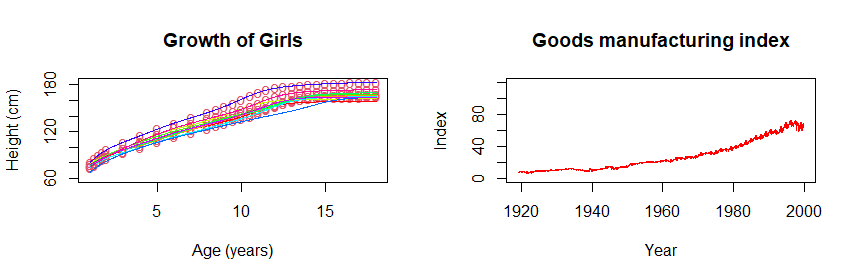 Growth of Girls
Height (cm)
180
120
60
5 10 15
Age (years)
Goods manufacturing index
Index
80
40
0
1920 1940 1960 1980 2000
Year